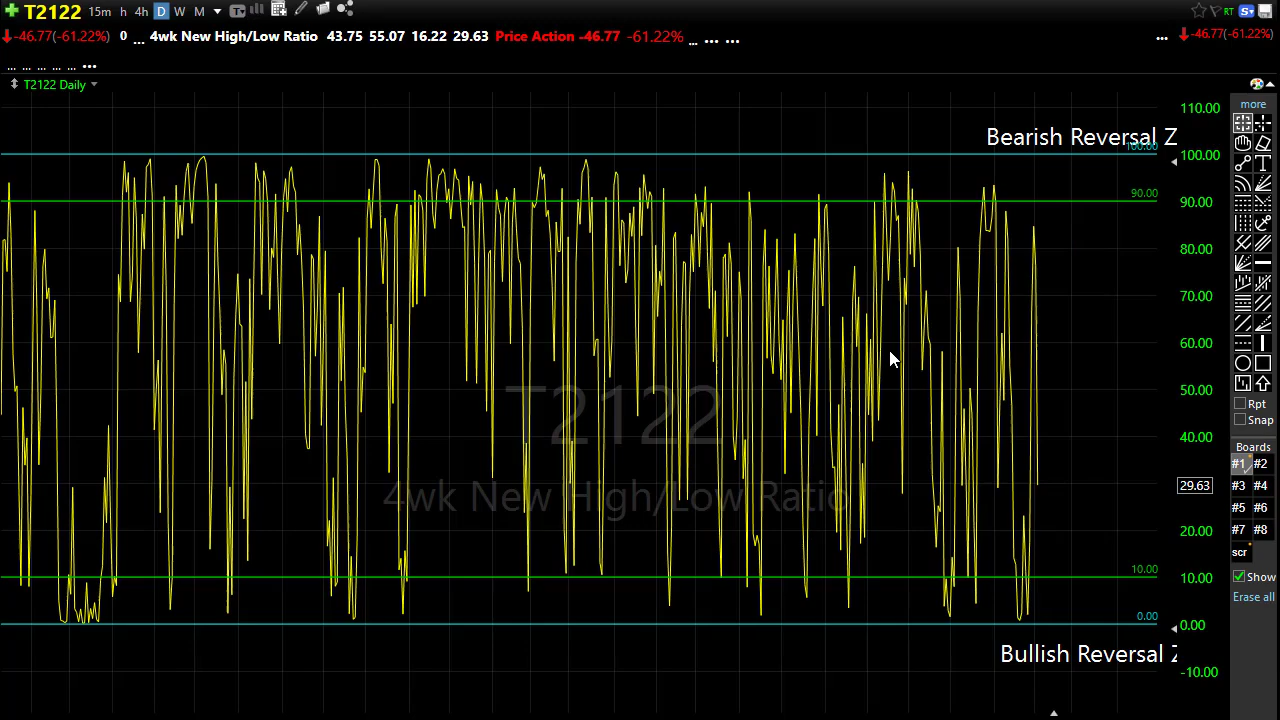 T2122 15m h 4h D W M T RT S
-46.77(-61.22%) 0 ... 4wk New High/Low Ratio 43.75 55.07 16.22 29.63 Price Action -46.77 -61.22% ... ... ... ... -46.77(-61.22%)
... ... ... ... ... ...
T2122 Daily
more
110.00
Bearish Reversal Z
100.00
100.00
90.00
90.00
80.00
70.00
60.00
50.00
40.00
29.63
20.00
10.00
10.00
0.00
0.00
Bullish Reversal Z
-10.00
T2122
4wk New High/Low Ratio
T
Rpt
Snap
Boards
#1 #2
#3 #4
#5 #6
#7 #8
scr
Show
Erase all